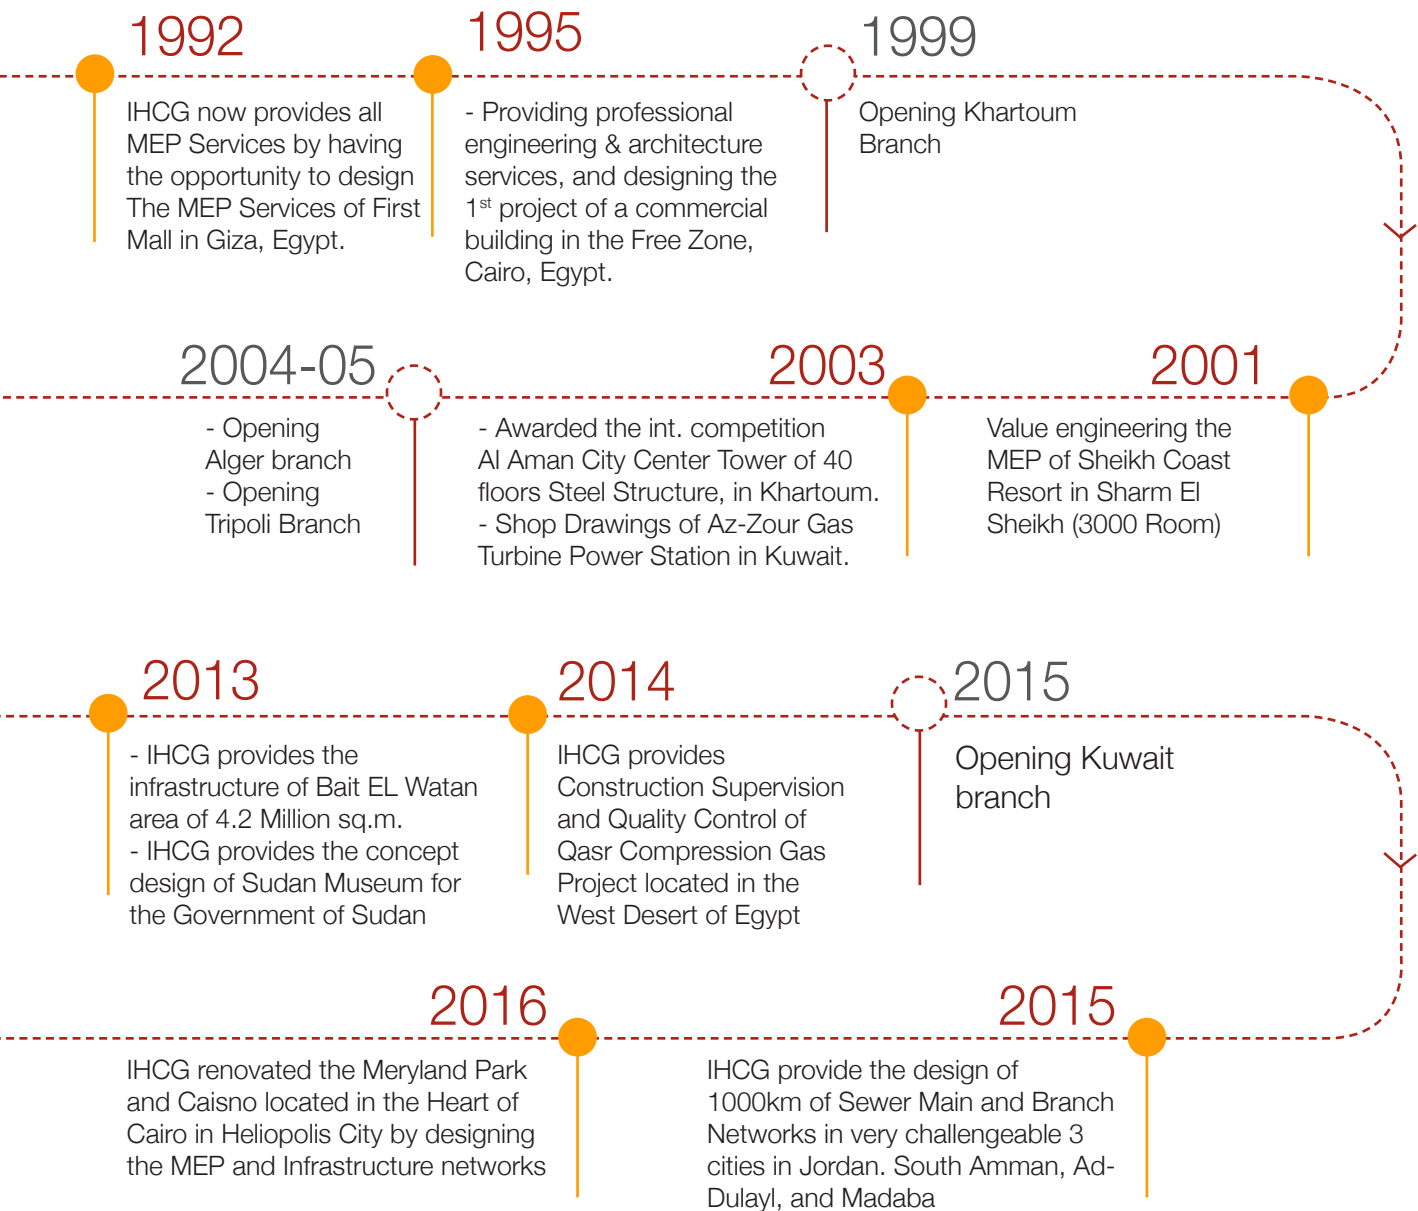 1992
IHCG now provides all
MEP Services by having
the opportunity to design
The MEP Services of First
Mall in Giza, Egypt.
1995
- Providing professional
engineering & architecture
services, and designing the
1st project of a commercial
building in the Free Zone,
Cairo, Egypt.
1999
Opening Khartoum
Branch
2001
Value engineering the
MEP of Sheikh Coast
Resort in Sharm El
Sheikh (3000 Room)
2003
- Awarded the int. competition
Al Aman City Center Tower of 40
floors Steel Structure, in Khartoum.
- Shop Drawings of Az-Zour Gas
Turbine Power Station in Kuwait.
2004-05
- Opening
Alger branch
- Opening
Tripoli Branch
2013
- IHCG provides the
infrastructure of Bait EL Watan
area of 4.2 Million sq.m.
- IHCG provides the concept
design of Sudan Museum for
the Government of Sudan
2014
IHCG provides
Construction Supervision
and Quality Control of
Qasr Compression Gas
Project located in the
West Desert of Egypt
2015
Opening Kuwait
branch
2015
IHCG provide the design of
1000km of Sewer Main and Branch
Networks in very challengeable 3
cities in Jordan. South Amman, Ad-
Dulayl, and Madaba
2016
IHCG renovated the Meryland Park
and Caisno located in the Heart of
Cairo in Heliopolis City by designing
the MEP and Infrastructure networks